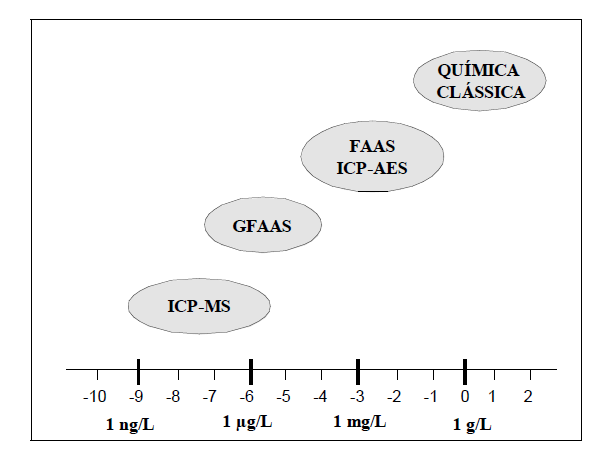 QUÍMICA
CLÁSSICA
FAAS
ICP-AES
GFAAS
ICP-MS
-10 -9 -8 -7 -6 -5 -4 -3 -2 -1 0 1 2
1 ng/L 1 µg/L 1 mg/L 1 g/L